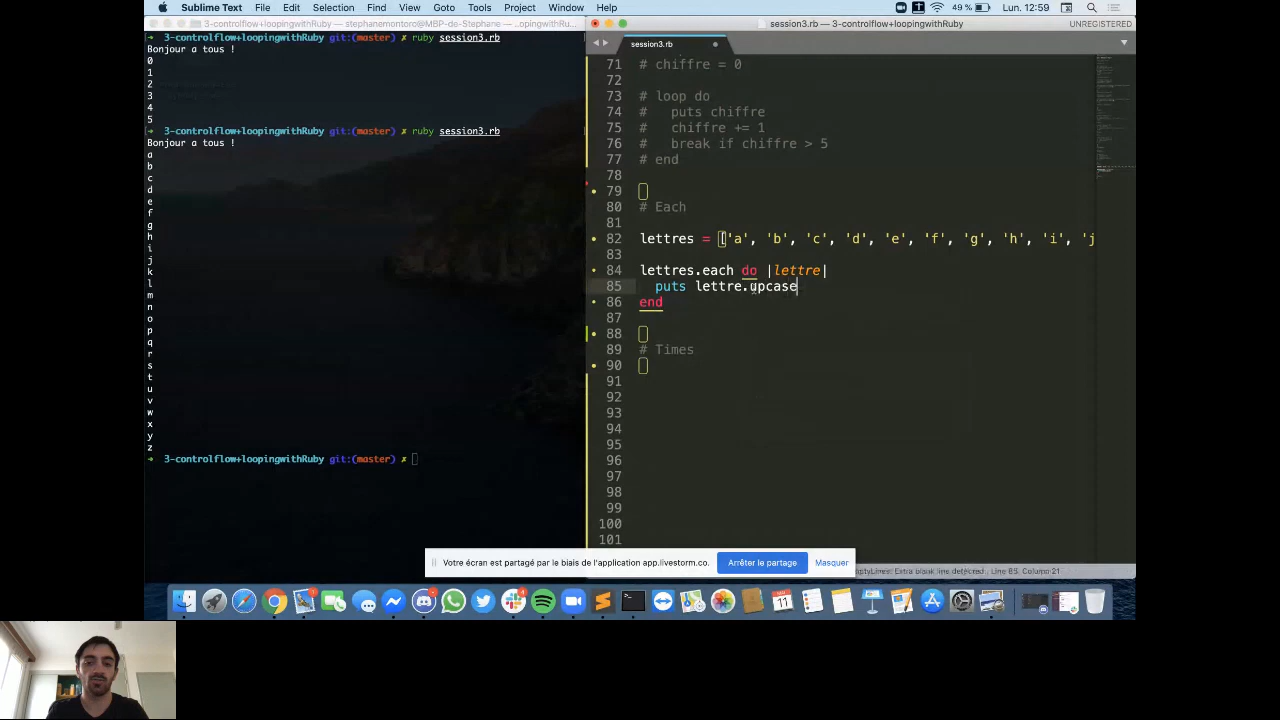 Sublime Text File Edit Selection Find View Goto Tools Project Window Help
49 % Lun. 12:59
3-controlflow+loopingwithRuby — stephanemontoro@MBP-de-Stephane — ..opingwithRuby
session3.rb — 3-controlflow+loopingwithRuby UNREGISTERED
session3.rb
➜ 3-controlflow+loopingwithRuby git:(master) ✗ ruby session3.rb
Bonjour a tous !
0
1
2
3
4
5
➜ 3-controlflow+loopingwithRuby git:(master) ✗ ruby session3.rb
Bonjour a tous !
a
b
c
d
e
f
g
h
i
j
k
l
m
n
o
p
q
r
s
t
u
v
w
x
y
z
➜ 3-controlflow+loopingwithRuby git:(master) ✗
71 # chiffre = 0
72
73 # loop do
74 #   puts chiffre
75 #   chiffre += 1
76 #   break if chiffre > 5
77 # end
78
79
80 # Each
81
82 lettres = ['a', 'b', 'c', 'd', 'e', 'f', 'g', 'h', 'i', 'j
83
84 lettres.each do |lettre|
85   puts lettre.upcase
86 end
87
88
89 # Times
90
91
92
93
94
95
96
97
98
99
100
101
Votre écran est partagé par le biais de l'application app.livestorm.co. Arrêter le partage Masquer
Line 85, Column 21